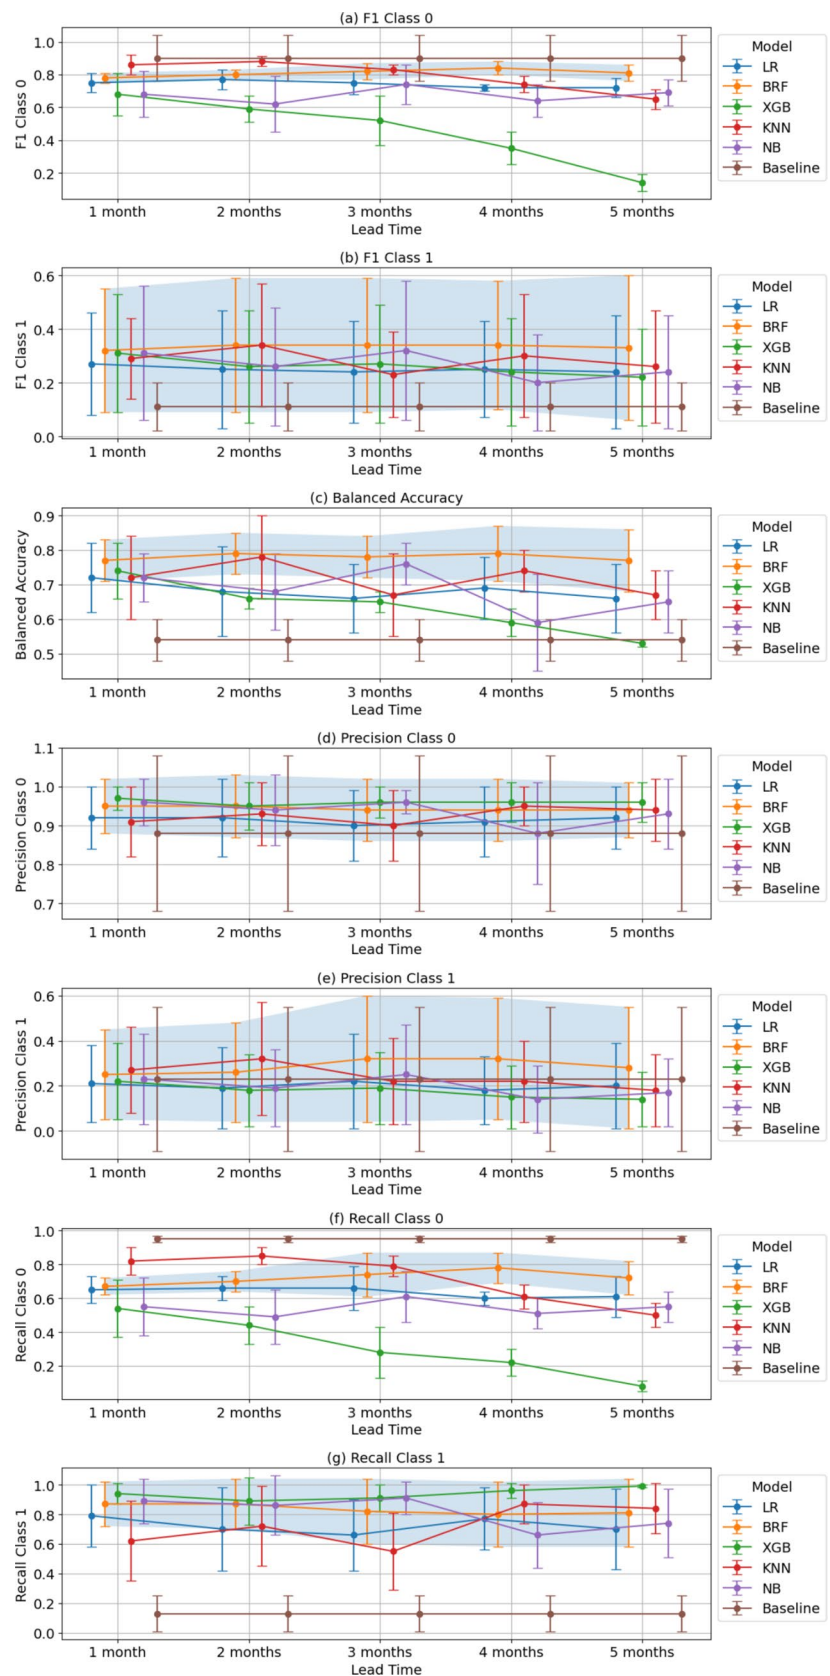 (a) F1 Class 0
F1 Class 0
1.0
0.8
0.6
0.4
0.2
1 month
2 months
3 months
4 months
5 months
Lead Time
Model
LR
BRF
XGB
KNN
NB
Baseline
(b) F1 Class 1
F1 Class 1
0.6
0.4
0.2
0.0
1 month
2 months
3 months
4 months
5 months
Lead Time
Model
LR
BRF
XGB
KNN
NB
Baseline
(c) Balanced Accuracy
Balanced Accuracy
0.9
0.8
0.7
0.6
0.5
1 month
2 months
3 months
4 months
5 months
Lead Time
Model
LR
BRF
XGB
KNN
NB
Baseline
(d) Precision Class 0
Precision Class 0
1.1
1.0
0.9
0.8
0.7
1 month
2 months
3 months
4 months
5 months
Lead Time
Model
LR
BRF
XGB
KNN
NB
Baseline
(e) Precision Class 1
Precision Class 1
0.6
0.4
0.2
0.0
1 month
2 months
3 months
4 months
5 months
Lead Time
Model
LR
BRF
XGB
KNN
NB
Baseline
(f) Recall Class 0
Recall Class 0
1.0
0.8
0.6
0.4
0.2
1 month
2 months
3 months
4 months
5 months
Lead Time
Model
LR
BRF
XGB
KNN
NB
Baseline
(g) Recall Class 1
Recall Class 1
1.0
0.8
0.6
0.4
0.2
0.0
1 month
2 months
3 months
4 months
5 months
Lead Time
Model
LR
BRF
XGB
KNN
NB
Baseline